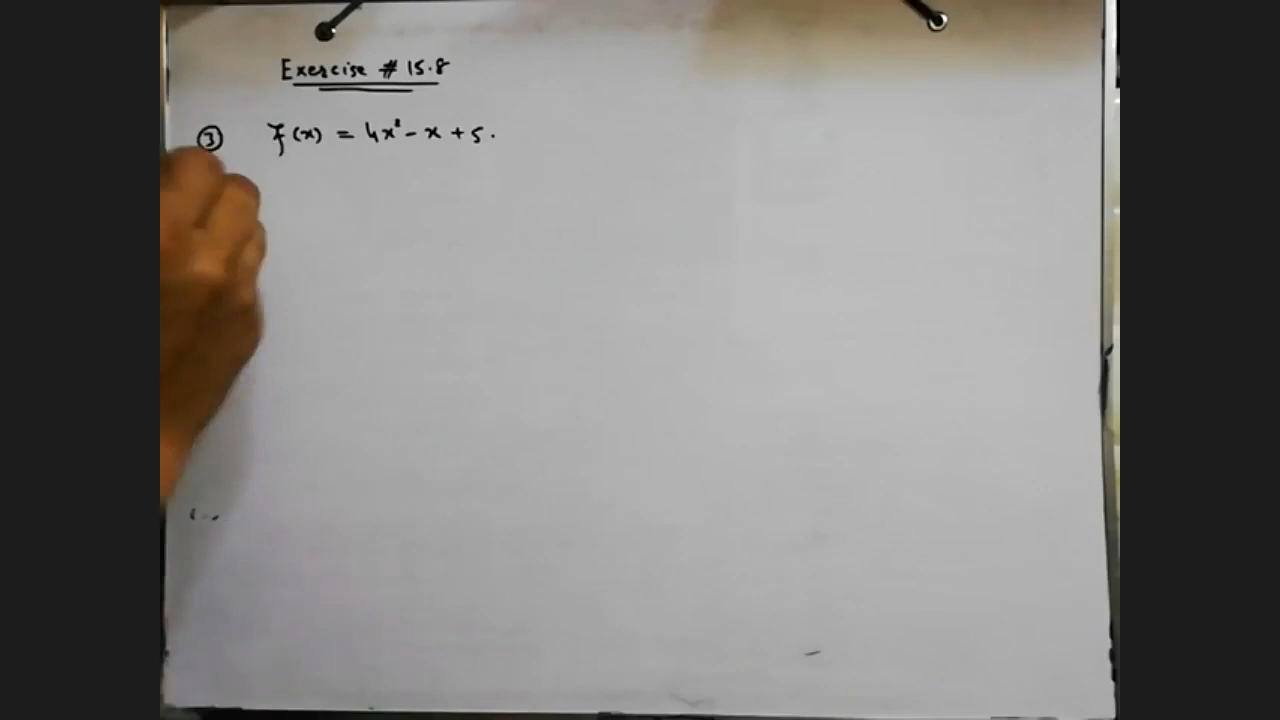 Exercise # 15.8
③ f(x) = 4x² - x + 5.